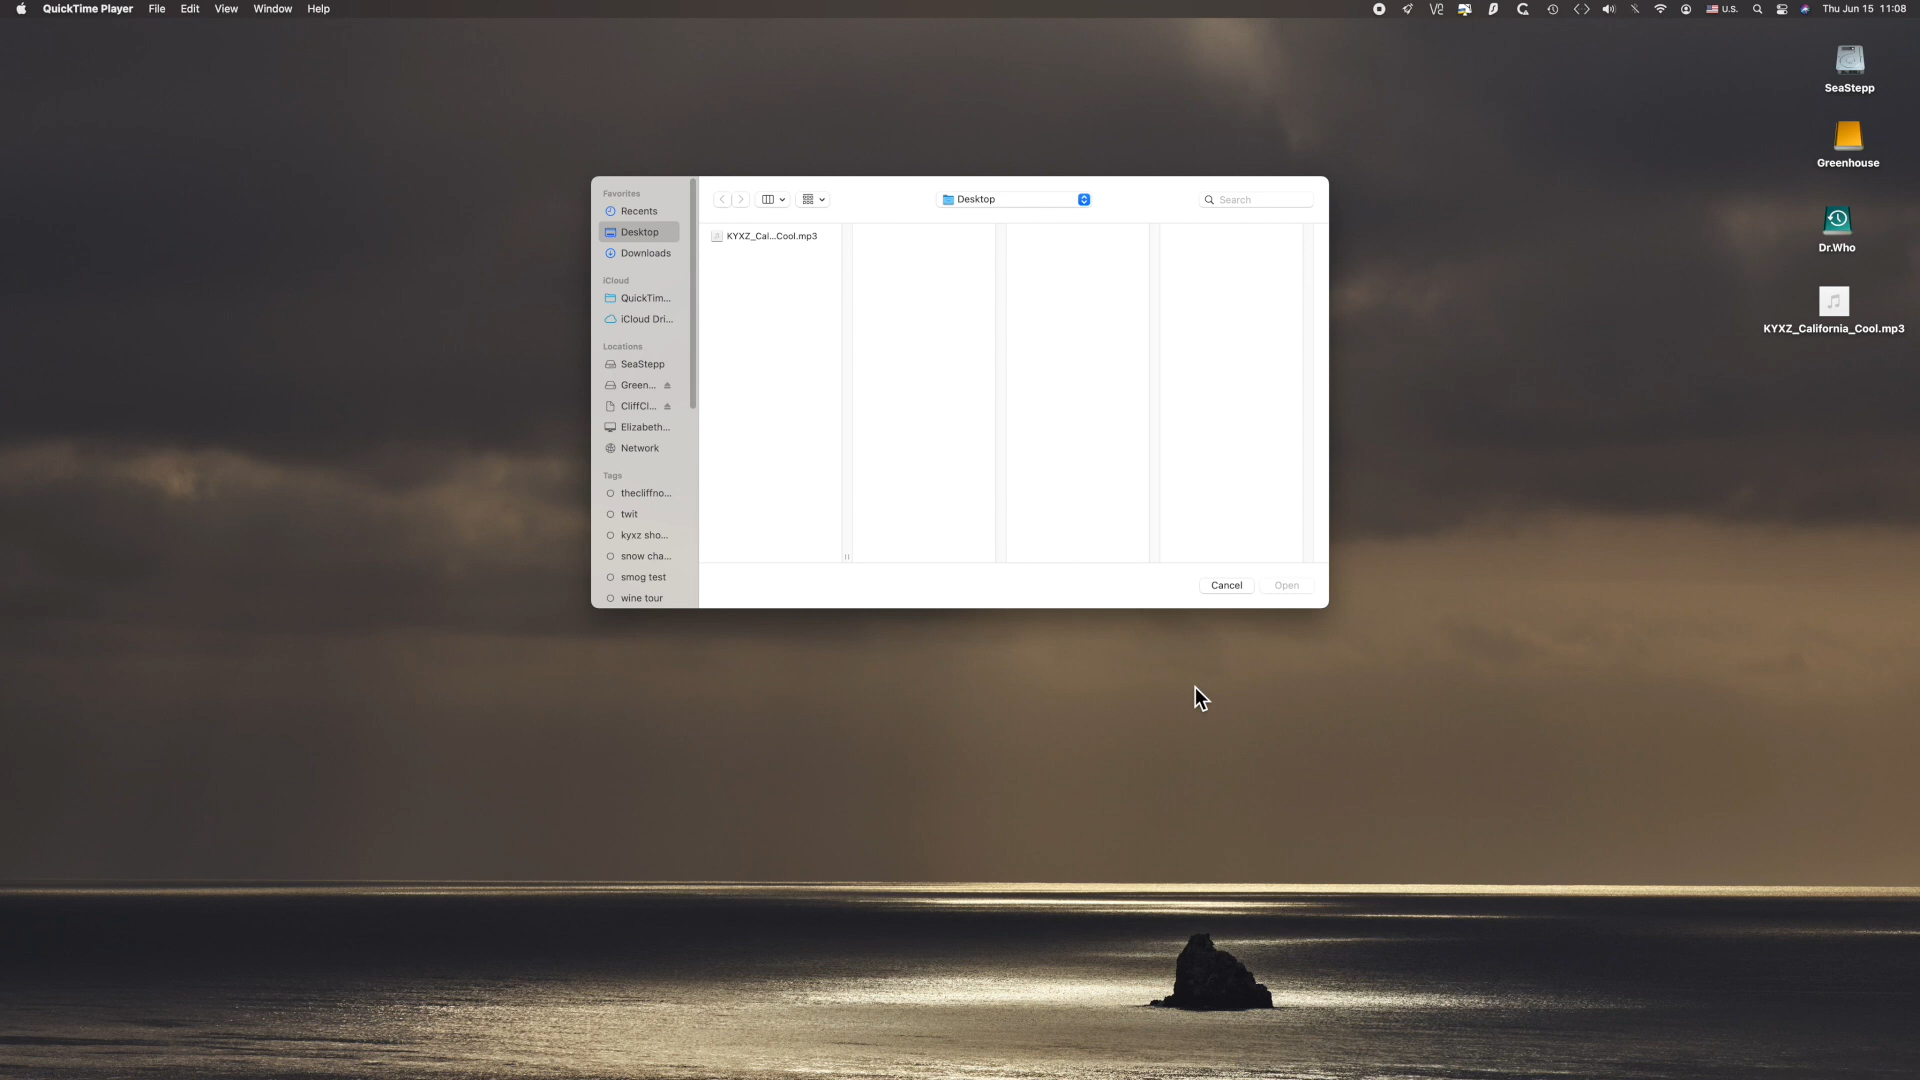 QuickTime Player File Edit View Window Help U.S. Thu Jun 15 11:08
SeaStepp
Greenhouse
Dr.Who
KYXZ_California_Cool.mp3
Favorites
Recents
Desktop
Downloads
iCloud
QuickTim...
iCloud Dri...
Locations
SeaStepp
Green...
CliffCl...
Elizabeth...
Network
Tags
thecliffno...
twit
kyxz sho...
snow cha...
smog test
wine tour
Desktop
Search
KYXZ_Cal...Cool.mp3
Cancel Open